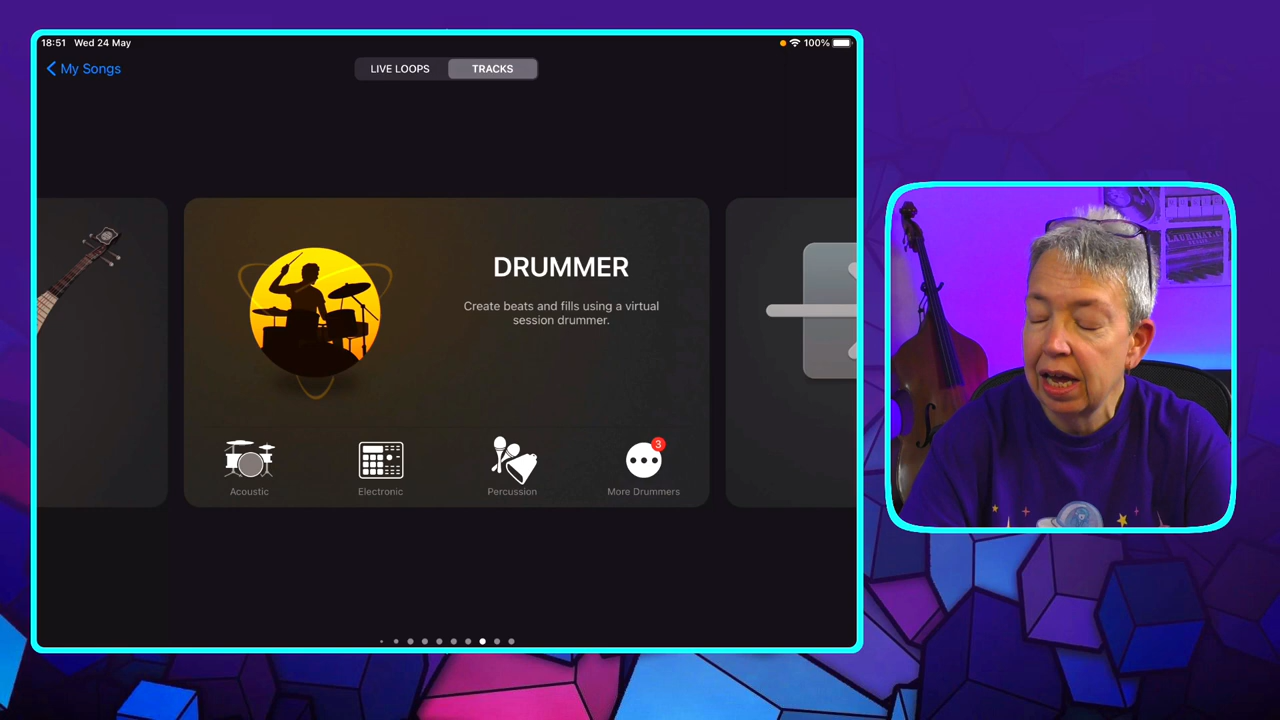 18:51 Wed 24 May
100%
My Songs
LIVE LOOPS
TRACKS
DRUMMER
Create beats and fills using a virtual
session drummer.
Acoustic
Electronic
Percussion
3
More Drummers